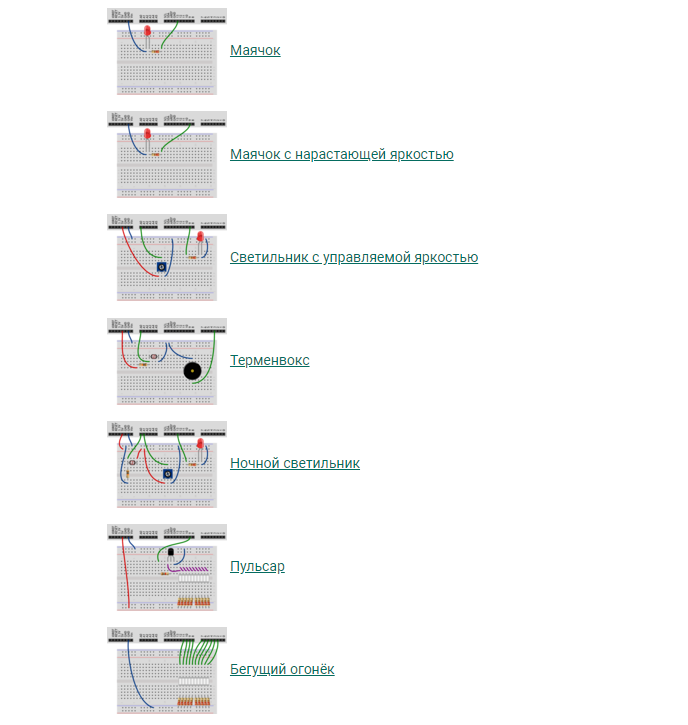 Маячок
Маячок с нарастающей яркостью
Светильник с управляемой яркостью
Терменвокс
Ночной светильник
Пульсар
Бегущий огонёк